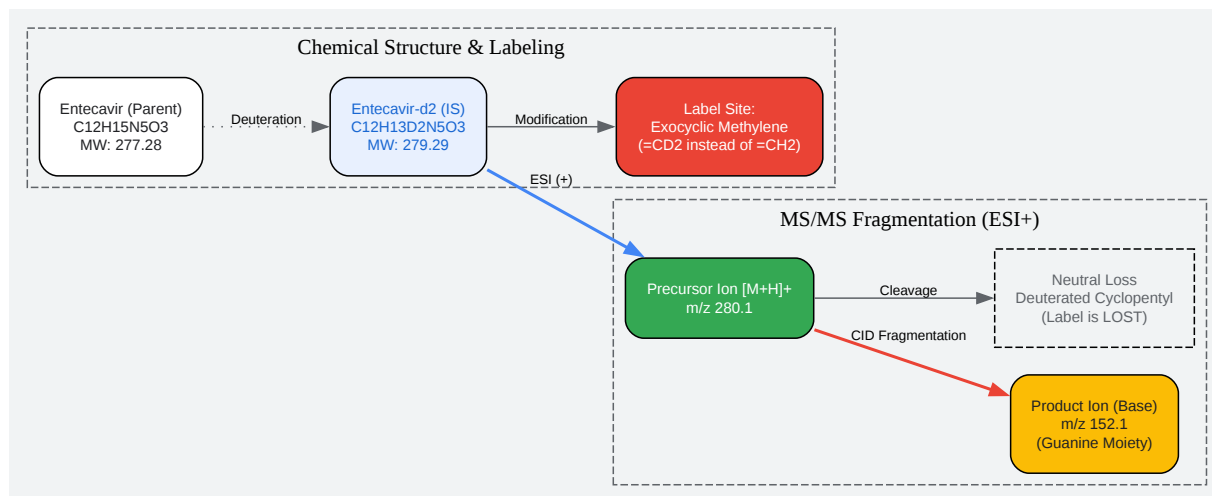 Chemical Structure & Labeling
Entecavir (Parent)
C12H15N5O3
MW: 277.28
Deuteration
Entecavir-d2 (IS)
C12H13D2N5O3
MW: 279.29
Modification
Label Site:
Exocyclic Methylene
(=CD2 instead of =CH2)
ESI (+)
MS/MS Fragmentation (ESI+)
Precursor Ion [M+H]+
m/z 280.1
Cleavage
Neutral Loss
Deuterated Cyclopentyl
(Label is LOST)
CID Fragmentation
Product Ion (Base)
m/z 152.1
(Guanine Moiety)